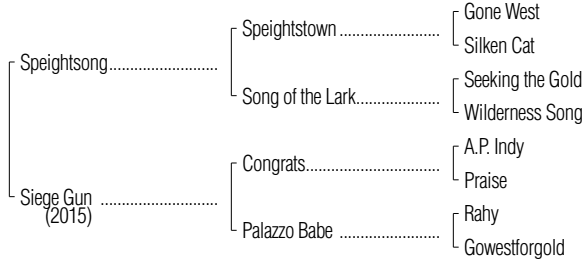 Gone West
Speightstown
Silken Cat
Speightsong
Seeking the Gold
Song of the Lark
Wilderness Song
A.P. Indy
Congrats
Praise
Siege Gun
(2015)
Rahy
Palazzo Babe
Gowestforgold